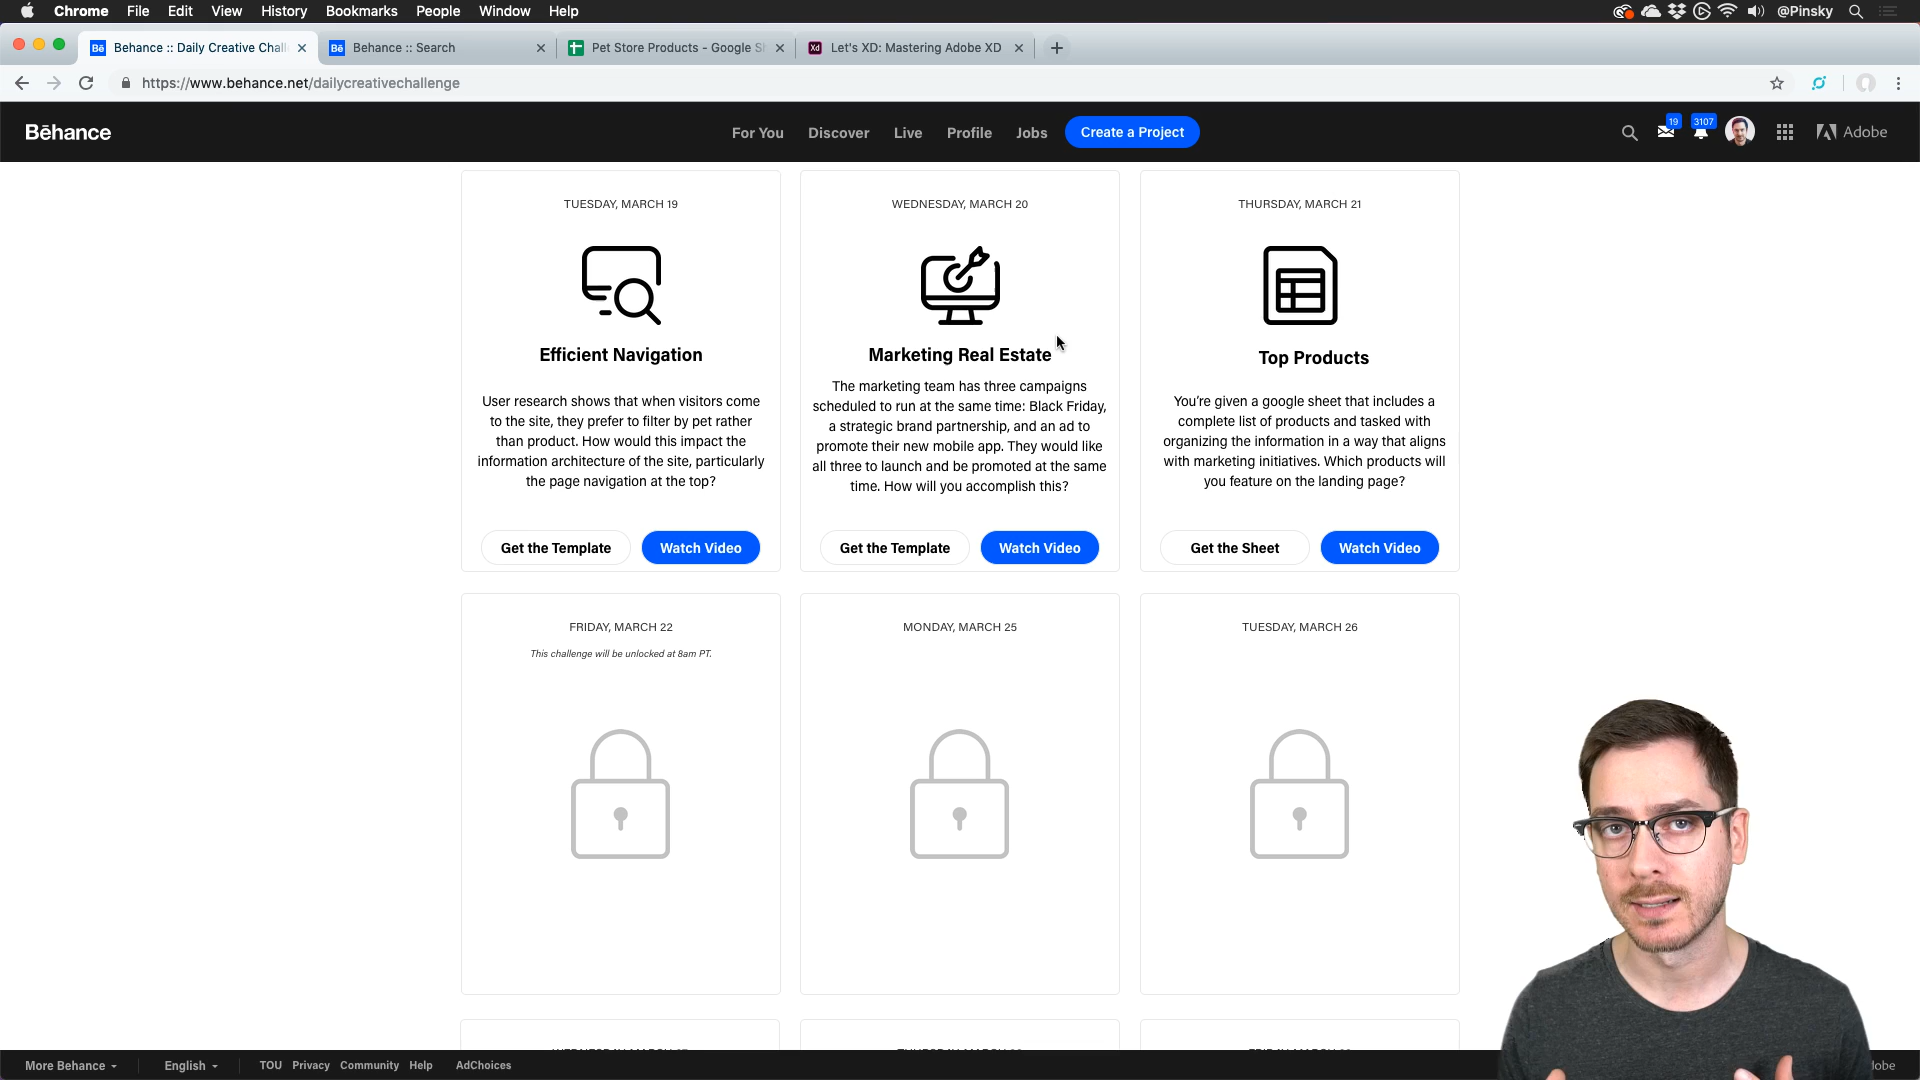 Chrome File Edit View History Bookmarks People Window Help @Pinsky
Bē Behance :: Daily Creative Chall
Bē Behance :: Search
Pet Store Products - Google Sh
Xd Let's XD: Mastering Adobe XD
https://www.behance.net/dailycreativechallenge
Bēhance For You Discover Live Profile Jobs Create a Project 19 3107 Adobe
TUESDAY, MARCH 19
Efficient Navigation
User research shows that when visitors come
to the site, they prefer to filter by pet rather
than product. How would this impact the
information architecture of the site, particularly
the page navigation at the top?
Get the Template Watch Video
WEDNESDAY, MARCH 20
Marketing Real Estate
The marketing team has three campaigns
scheduled to run at the same time: Black Friday,
a strategic brand partnership, and an ad to
promote their new mobile app. They would like
all three to launch and be promoted at the same
time. How will you accomplish this?
Get the Template Watch Video
THURSDAY, MARCH 21
Top Products
You're given a google sheet that includes a
complete list of products and tasked with
organizing the information in a way that aligns
with marketing initiatives. Which products will
you feature on the landing page?
Get the Sheet Watch Video
FRIDAY, MARCH 22
This challenge will be unlocked at 8am PT.
MONDAY, MARCH 25
TUESDAY, MARCH 26
More Behance English TOU Privacy Community Help AdChoices